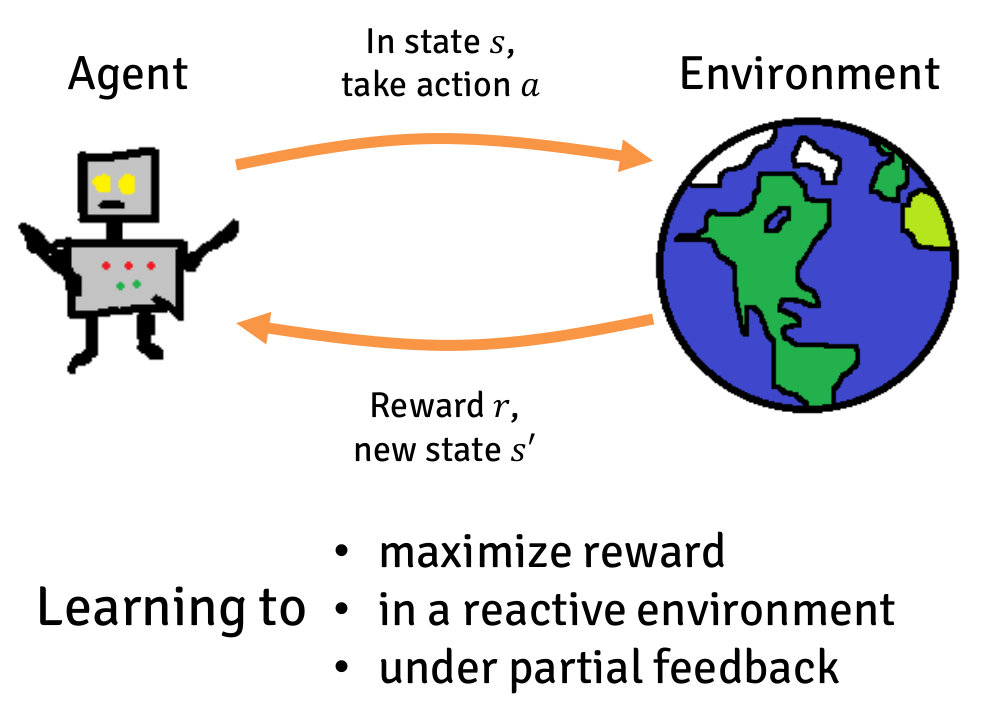 Agent
In state s,
take action a
Environment
Reward r,
new state s′
Learning to
• maximize reward
• in a reactive environment
• under partial feedback